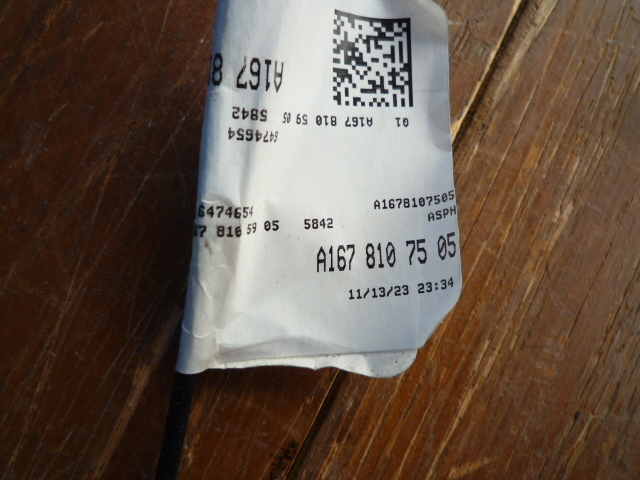 A167 8
5842
6474654
01 A167 810 59 05
A1678107505
ASPH
6474654
67 810 59 05 5842
A167 810 75 05
11/13/23 23:34